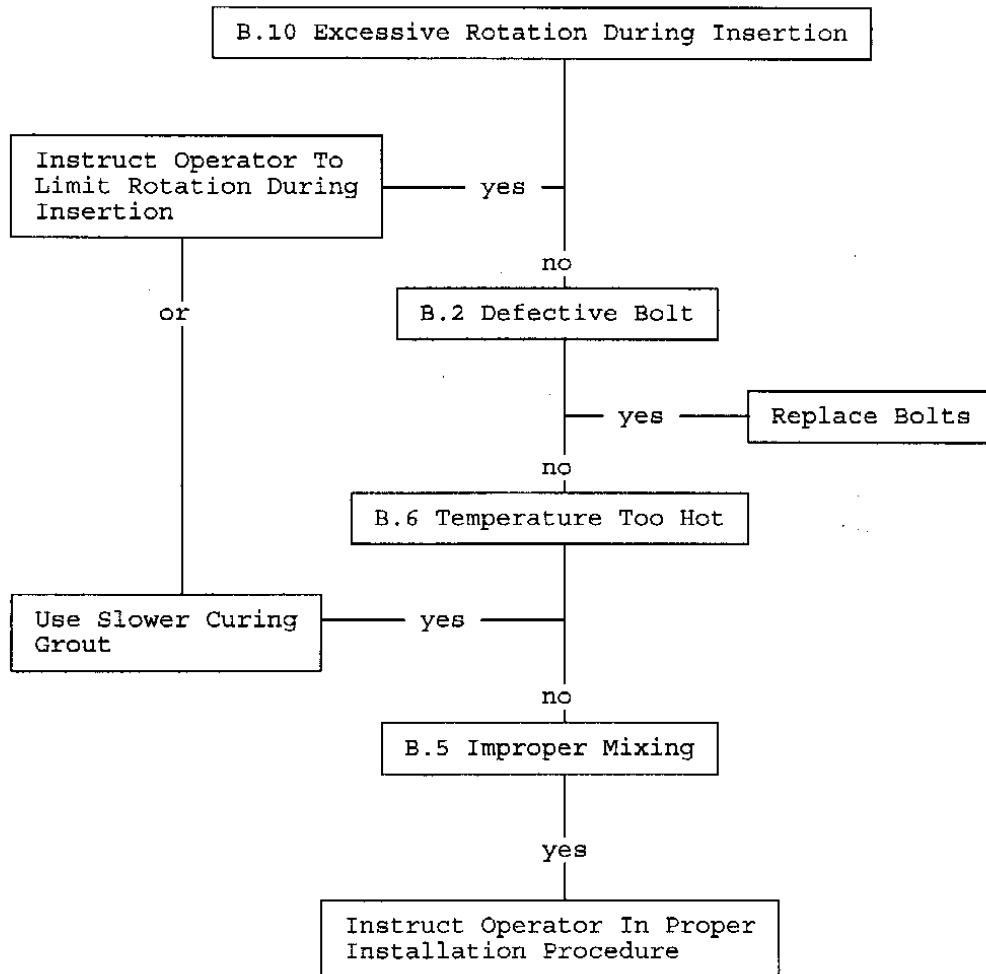 B.10 Excessive Rotation During Insertion
Instruct Operator To
Limit Rotation During
Insertion
yes
no
or
B.2 Defective Bolt
yes
Replace Bolts
no
B.6 Temperature Too Hot
Use Slower Curing
Grout
yes
no
B.5 Improper Mixing
yes
Instruct Operator In Proper
Installation Procedure